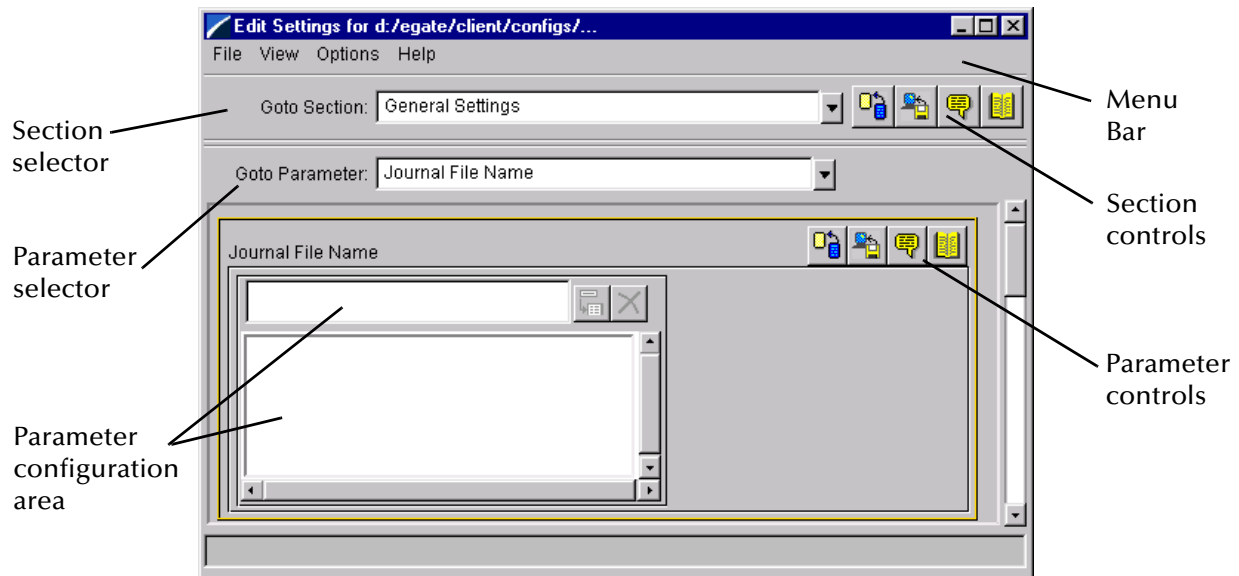 Edit Settings for d:/egate/client/configs/...
File View Options Help
Goto Section: General Settings
Goto Parameter: Journal File Name
Journal File Name
Section
selector
Parameter
selector
Parameter
configuration
area
Menu
Bar
Section
controls
Parameter
controls